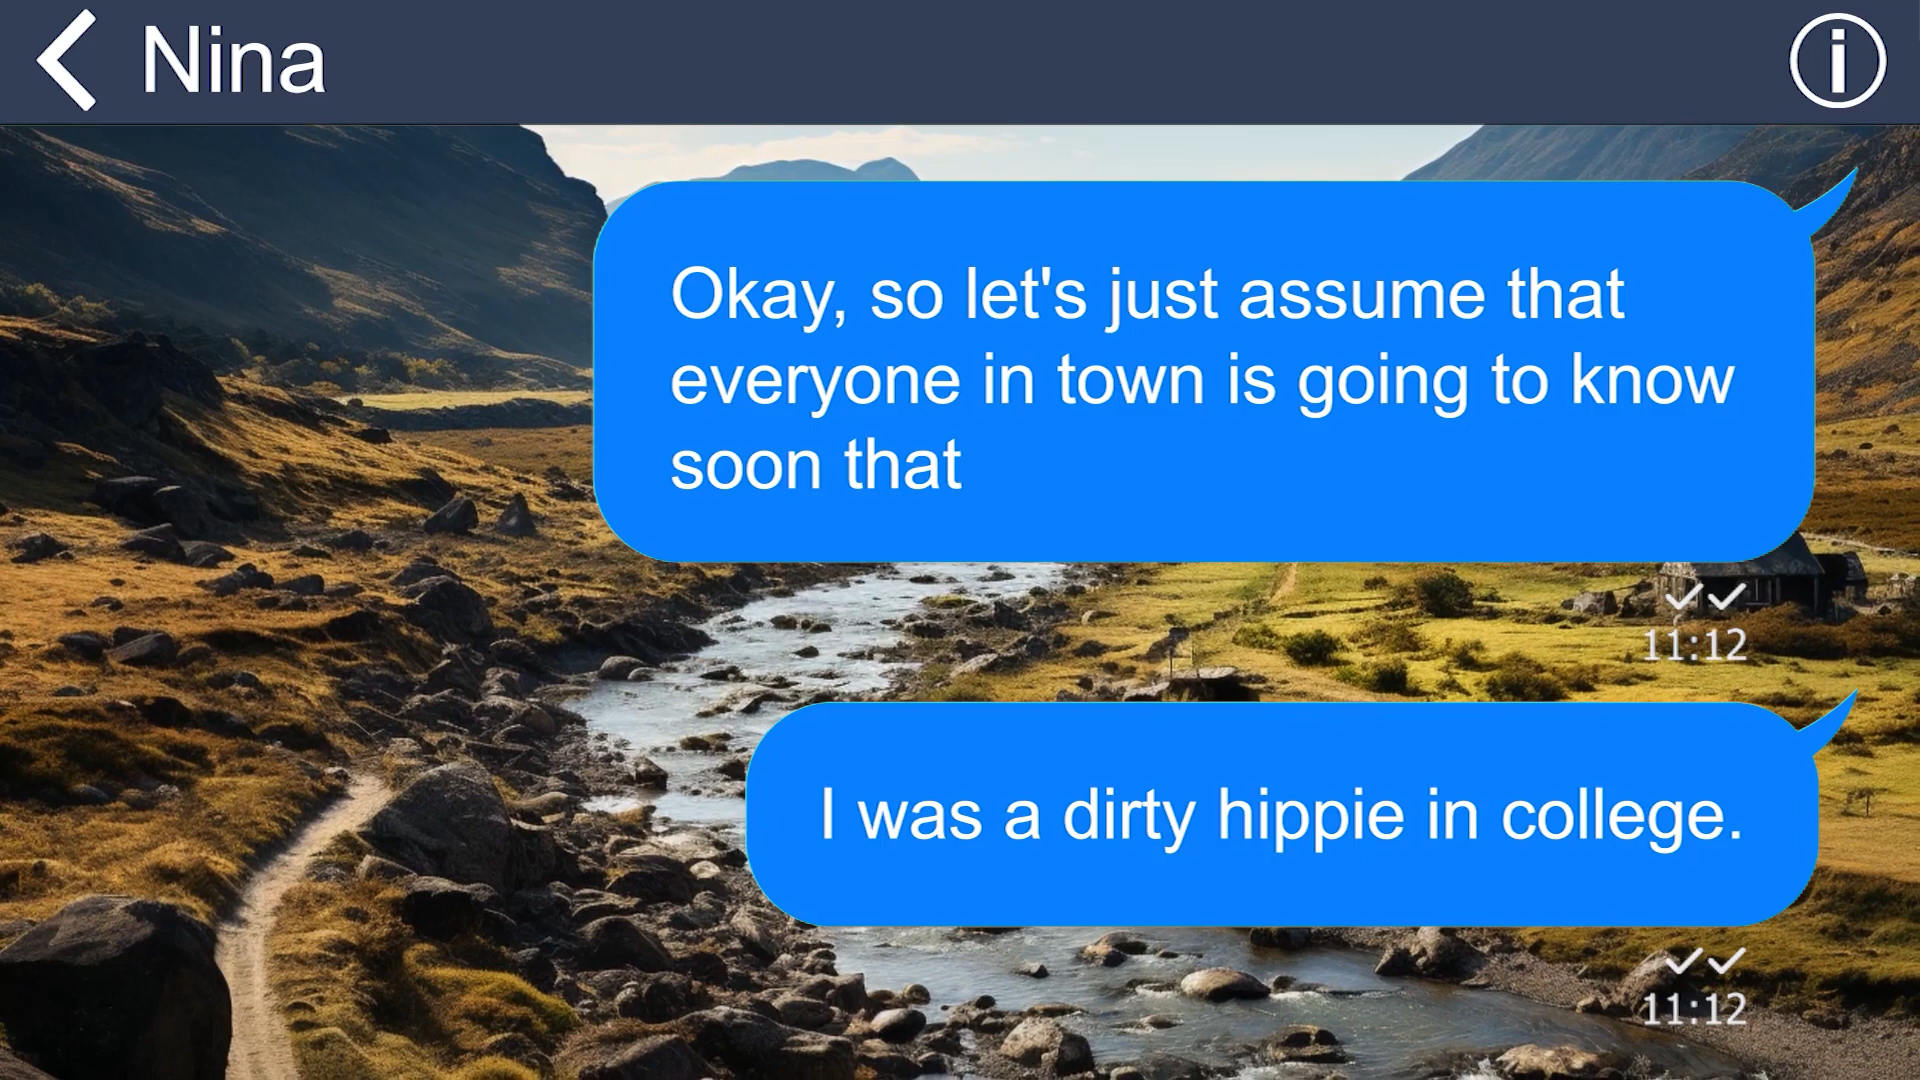 Nina
Okay, so let's just assume that
everyone in town is going to know
soon that
11:12
I was a dirty hippie in college.
11:12